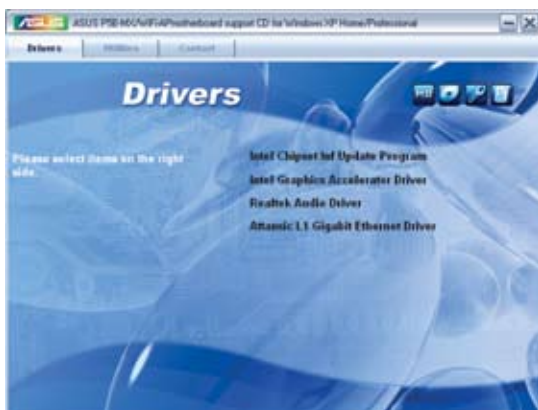 ASUS P5B-MX/WiFi-AP motherboard support CD for Windows XP Home/Professional
Drivers
Utilities
Contact
Drivers
Please select items on the right
side.
Intel Chipset Inf Update Program
Intel Graphics Accelerator Driver
Realtek Audio Driver
Attansic L1 Gigabit Ethernet Driver